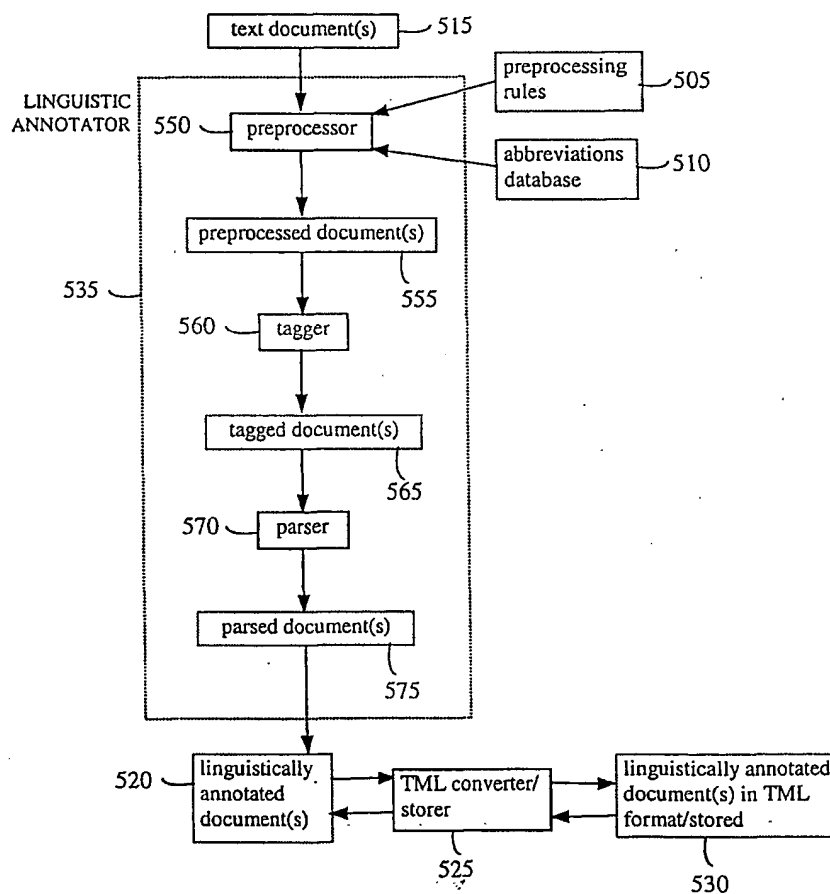 text document(s)
515
preprocessing
rules
505
LINGUISTIC
ANNOTATOR
550
preprocessor
abbreviations
database
510
preprocessed document(s)
555
535
560
tagger
tagged document(s)
565
570
parser
parsed document(s)
575
520
linguistically
annotated
document(s)
TML converter/
storer
525
linguistically annotated
document(s) in TML
format/stored
530